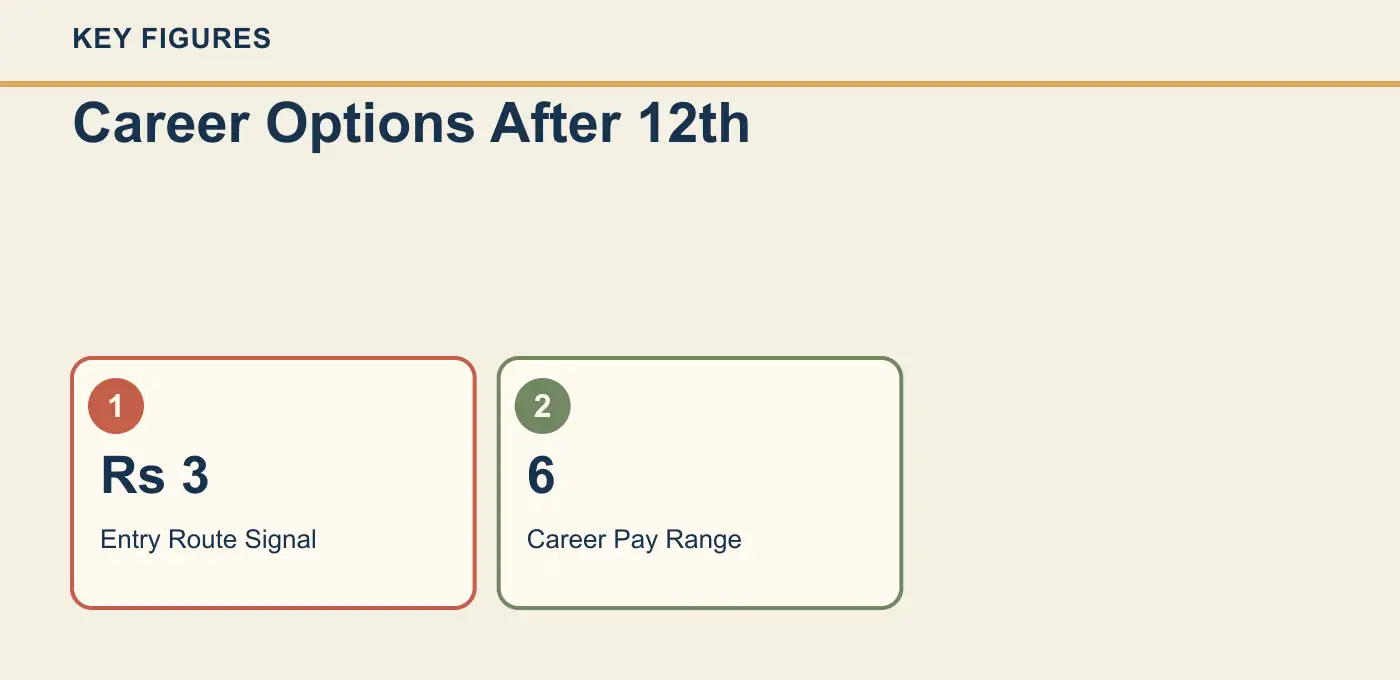 KEY FIGURES
Career Options After 12th
1
Rs 3
Entry Route Signal
2
6
Career Pay Range